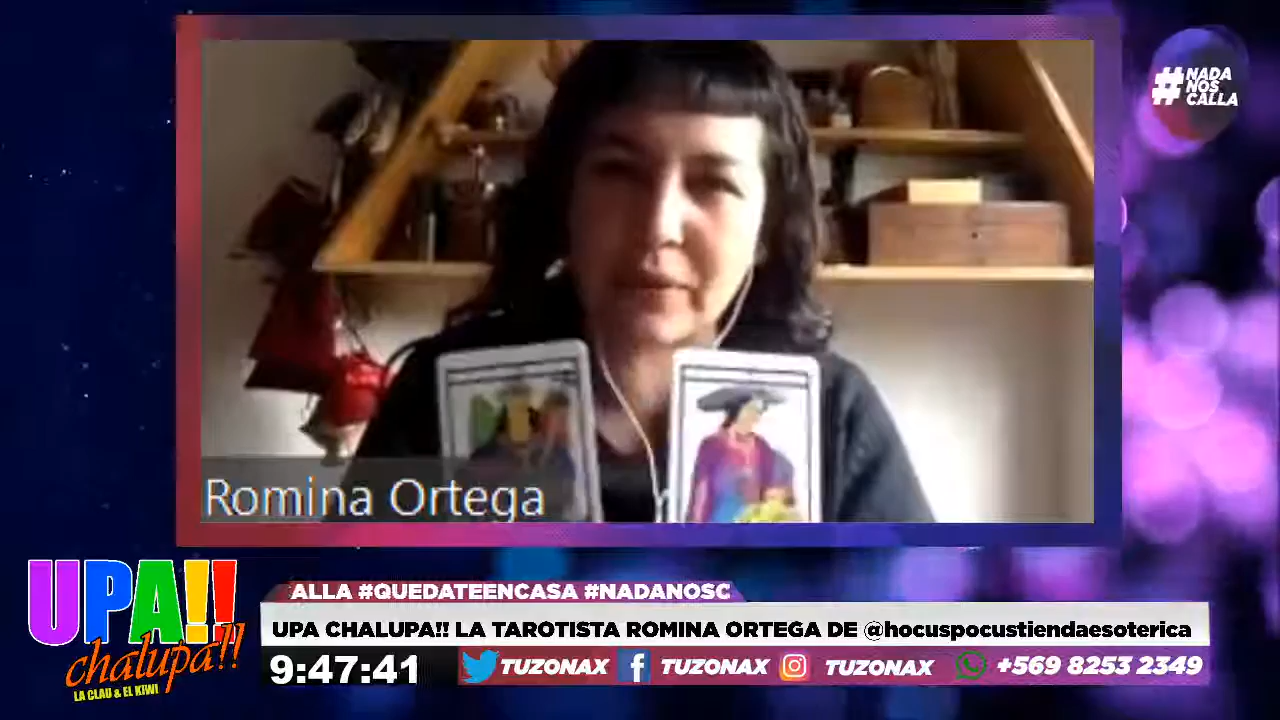 #NADA
NOS
CALLA
Romina Ortega
UPA!!
chalupa!!
LA CLAU & EL KIWI
ALLA #QUEDATEENCASA #NADANOSC
UPA CHALUPA!! LA TAROTISTA ROMINA ORTEGA DE @hocuspocustiendaesoterica
9:47:41 TUZONAX TUZONAX TUZONAX +569 8253 2349